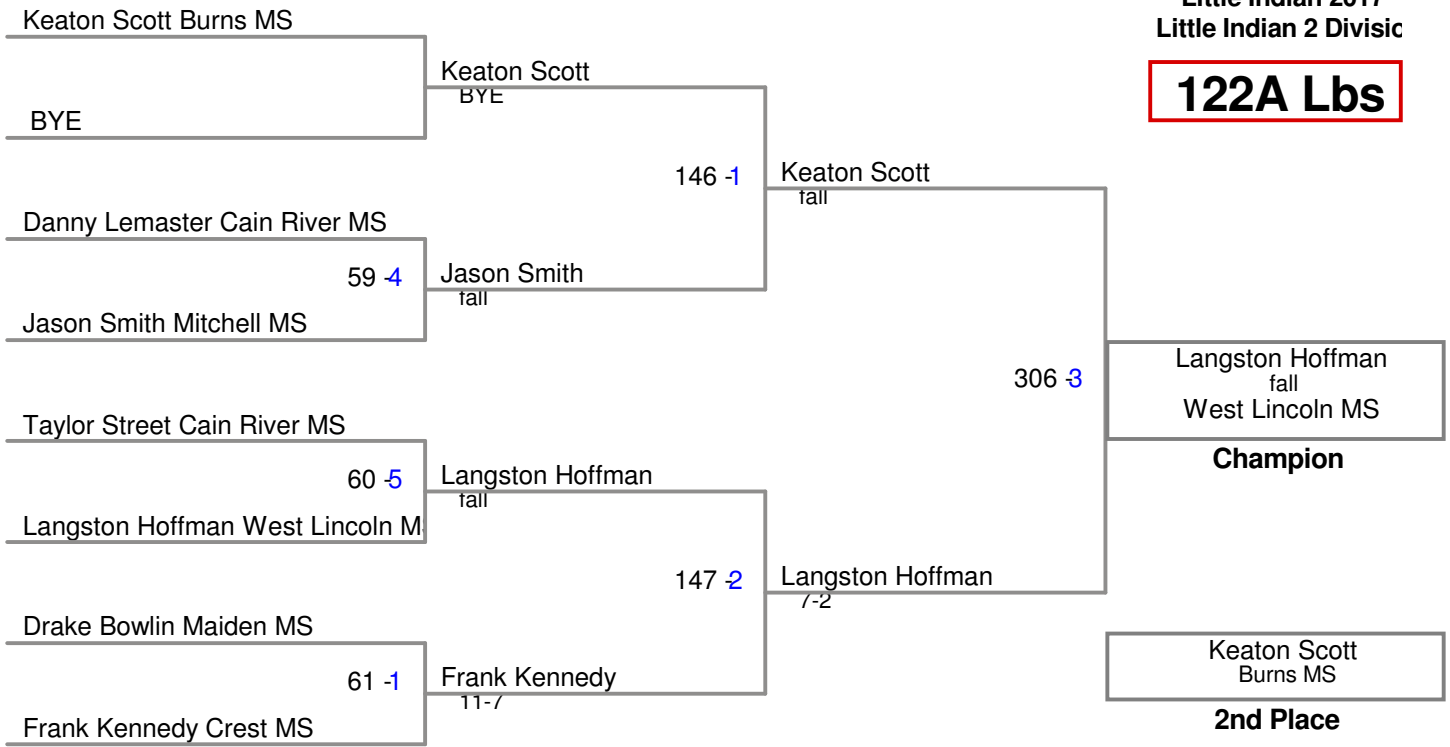 Little Indian 2017
Little Indian 2 Divisio
122A Lbs
Keaton Scott Burns MS
BYE
Keaton Scott
BYE
146 -1
Keaton Scott
fall
Danny Lemaster Cain River MS
59 -4
Jason Smith
fall
Jason Smith Mitchell MS
306 -3
Langston Hoffman
fall
West Lincoln MS
Champion
Taylor Street Cain River MS
60 -5
Langston Hoffman
fall
Langston Hoffman West Lincoln MS
147 -2
Langston Hoffman
7-2
Drake Bowlin Maiden MS
61 -1
Frank Kennedy
11-7
Frank Kennedy Crest MS
Keaton Scott
Burns MS
2nd Place